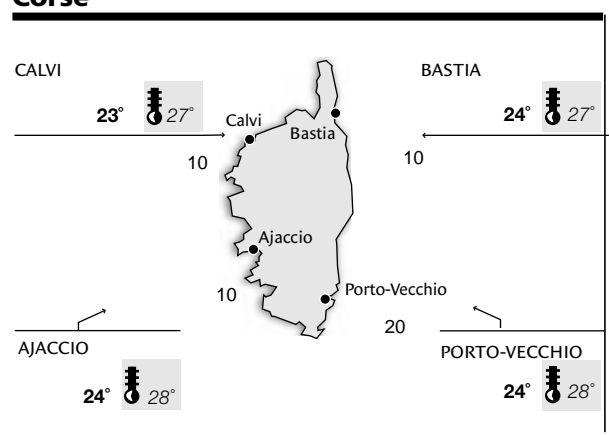 Corse
CALVI
23° 27°
10
BASTIA
24° 27°
10
Calvi
Bastia
Ajaccio
Porto-Vecchio
10
20
AJACCIO
24° 28°
PORTO-VECCHIO
24° 28°